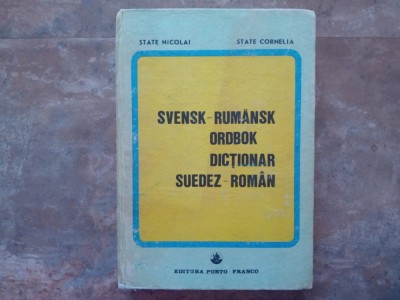 STATE NICOLAI STATE CORNELIA
SVENSK-RUMÄNSK
ORDBOK
DICȚIONAR
SUEDEZ-ROMÂN
EDITURA PORTO FRANCO